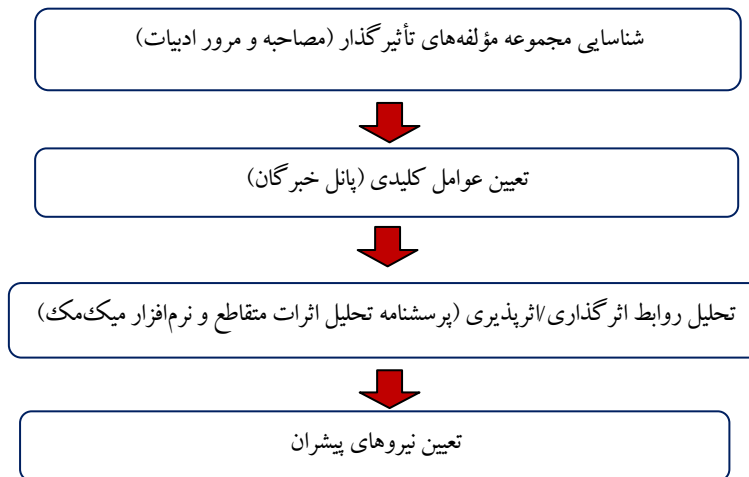 شناسایی مجموعه مؤلفه‌های تأثیرگذار (مصاحبه و مرور ادبیات)
تعیین عوامل کلیدی (پانل خبرگان)
تحلیل روابط اثرگذاری/اثرپذیری (پرسشنامه تحلیل اثرات متقاطع و نرم‌افزار میک‌مک)
تعیین نیروهای پیشران